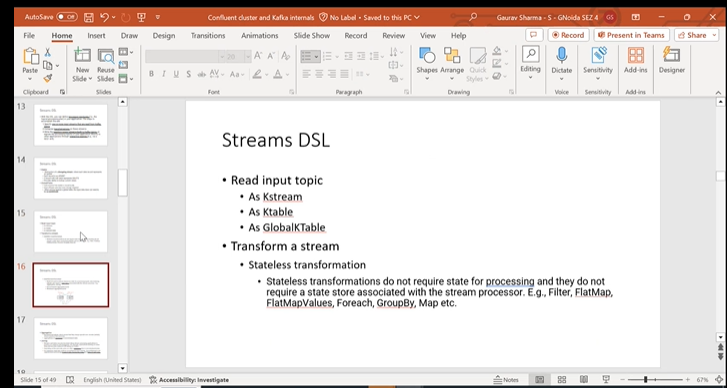 AutoSave Off
Confluent cluster and Kafka internals
No Label • Saved to this PC
Gaurav Sharma - S - GNoida SEZ 4
GS
File Home Insert Draw Design Transitions Animations Slide Show Record Review View Help
Record
Present in Teams
Share
Paste
New Slide
Reuse Slides
B I U S ab AV Aa A
Shapes Arrange Quick Styles
Editing
Dictate
Sensitivity
Add-ins
Designer
Clipboard
Slides
Font
Paragraph
Drawing
Voice
Sensitivity
Add-ins
13
14
15
16
17
18
Streams DSL
• Read input topic
• As Kstream
• As Ktable
• As GlobalKTable
• Transform a stream
• Stateless transformation
• Stateless transformations do not require state for processing and they do not
require a state store associated with the stream processor. E.g., Filter, FlatMap,
FlatMapValues, Foreach, GroupBy, Map etc.
Slide 15 of 49
English (United States)
Accessibility: Investigate
Notes
67%